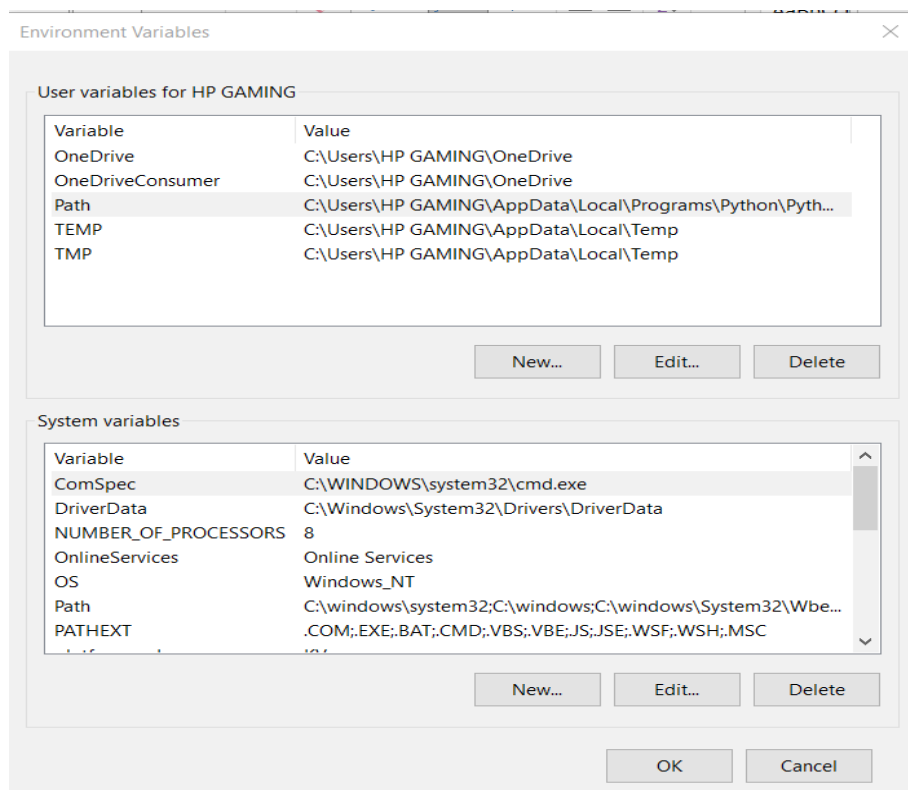 Environment Variables
User variables for HP GAMING
Variable Value
OneDrive C:\Users\HP GAMING\OneDrive
OneDriveConsumer C:\Users\HP GAMING\OneDrive
Path C:\Users\HP GAMING\AppData\Local\Programs\Python\Pyth...
TEMP C:\Users\HP GAMING\AppData\Local\Temp
TMP C:\Users\HP GAMING\AppData\Local\Temp
New... Edit... Delete
System variables
Variable Value
ComSpec C:\WINDOWS\system32\cmd.exe
DriverData C:\Windows\System32\Drivers\DriverData
NUMBER_OF_PROCESSORS 8
OnlineServices Online Services
OS Windows_NT
Path C:\windows\system32;C:\windows;C:\windows\System32\Wbe...
PATHEXT .COM;.EXE;.BAT;.CMD;.VBS;.VBE;.JS;.JSE;.WSF;.WSH;.MSC
New... Edit... Delete
OK Cancel